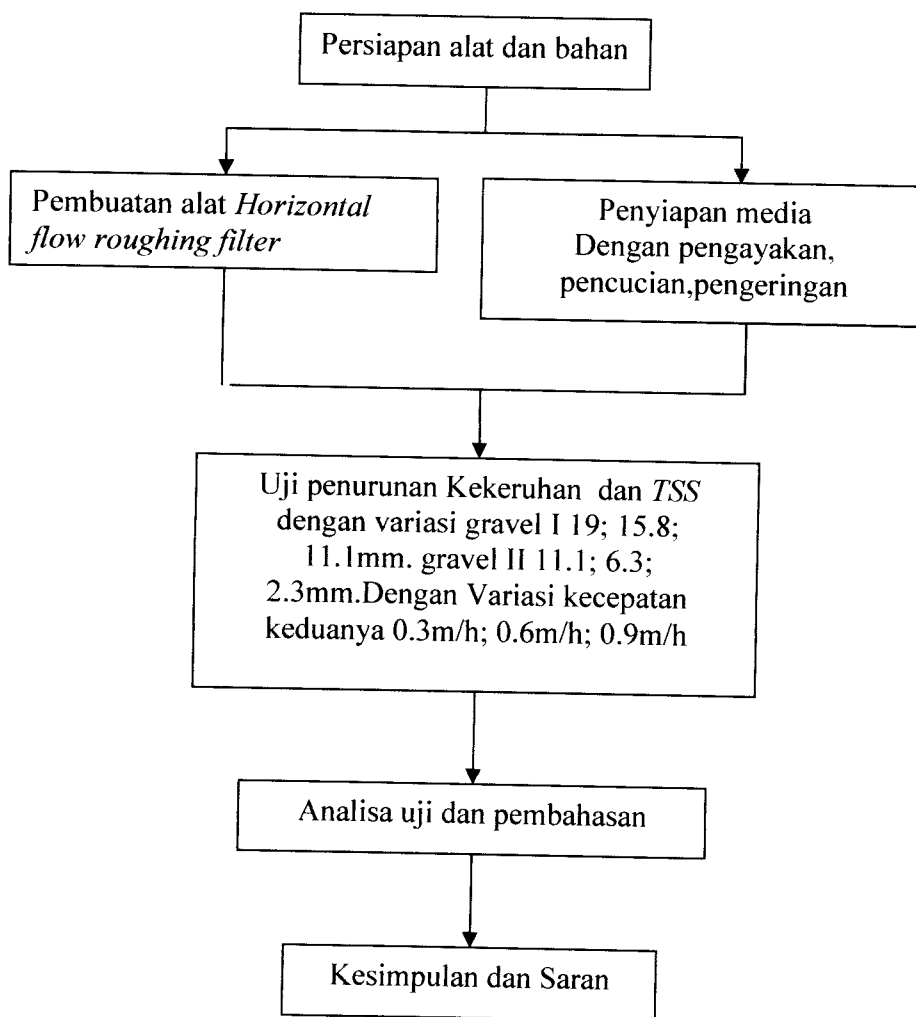 Persiapan alat dan bahan
Pembuatan alat Horizontal
flow roughing filter
Penyiapan media
Dengan pengayakan,
pencucian,pengeringan
Uji penurunan Kekeruhan dan TSS
dengan variasi gravel I 19; 15.8;
11.1mm. gravel II 11.1; 6.3;
2.3mm.Dengan Variasi kecepatan
keduanya 0.3m/h; 0.6m/h; 0.9m/h
Analisa uji dan pembahasan
Kesimpulan dan Saran